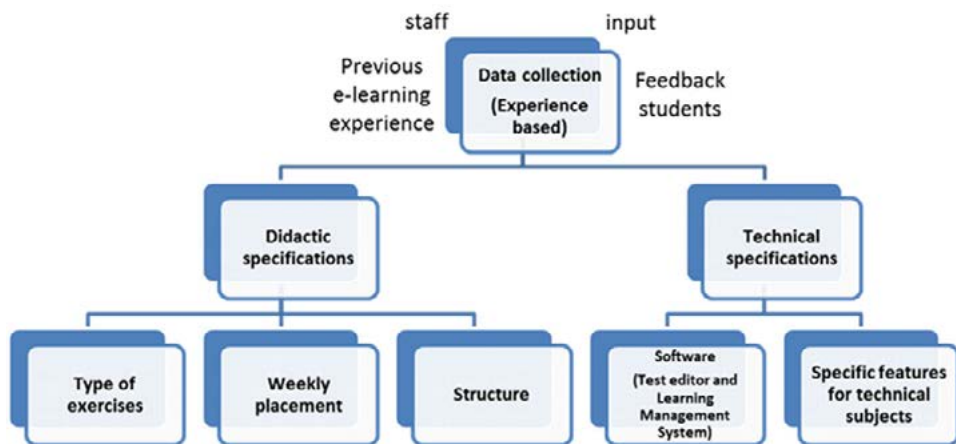 staff
input
Previous
e-learning
experience
Data collection
(Experience
based)
Feedback
students
Didactic
specifications
Technical
specifications
Type of
exercises
Weekly
placement
Structure
Software
(Test editor and
Learning
Management
System)
Specific features
for technical
subjects